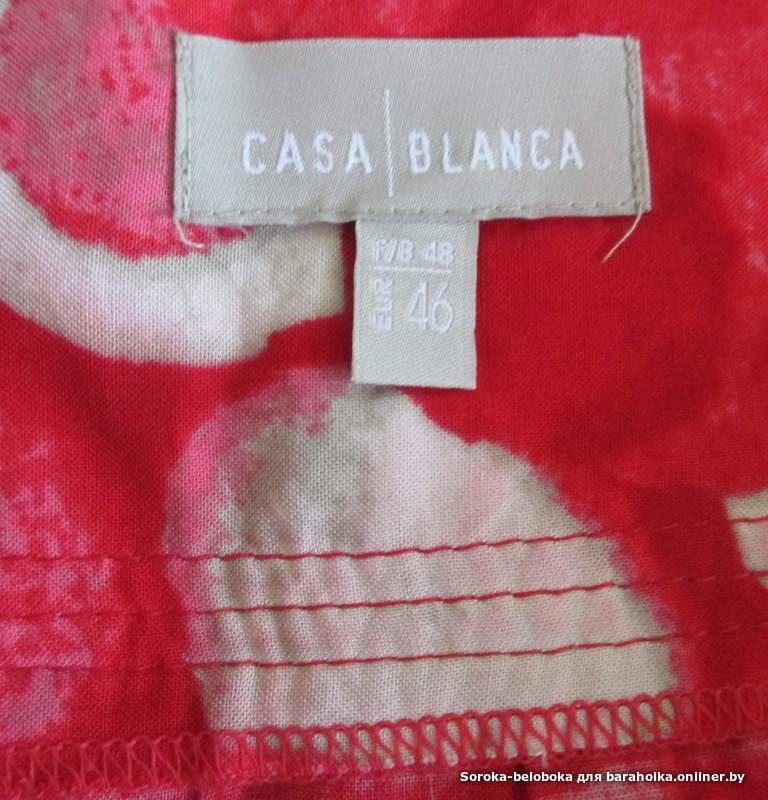 CASA | BLANCA
F/B 48
EUR 46
Soroka-beloboka для baraholka.onliner.by